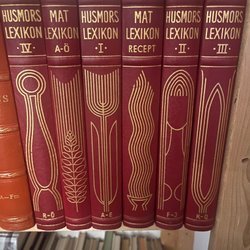 S
A-F
HUSMORS
LEXIKON
·IV·
R-Ö
MAT
LEXIKON
A-Ö
HUSMORS
LEXIKON
·I·
A-E
MAT
LEXIKON
RECEPT
HUSMORS
LEXIKON
·II·
F-J
HUSMORS
LEXIKON
·III·
K-Q